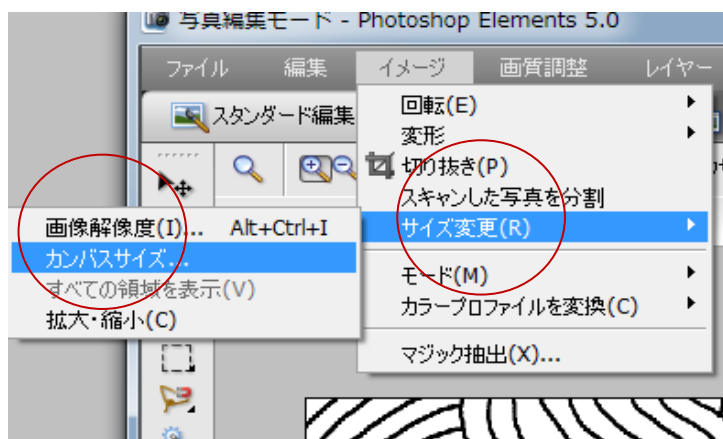 写真編集モード - Photoshop Elements 5.0
ファイル 編集 イメージ 画質調整 レイヤー
スタンダード編集
回転(E)
変形
切り抜き(P)
スキャンした写真を分割
サイズ変更(R)
モード(M)
カラープロファイルを変換(C)
マジック抽出(X)...
画像解像度(I)... Alt+Ctrl+I
カンバスサイズ...
すべての領域を表示(V)
拡大・縮小(C)